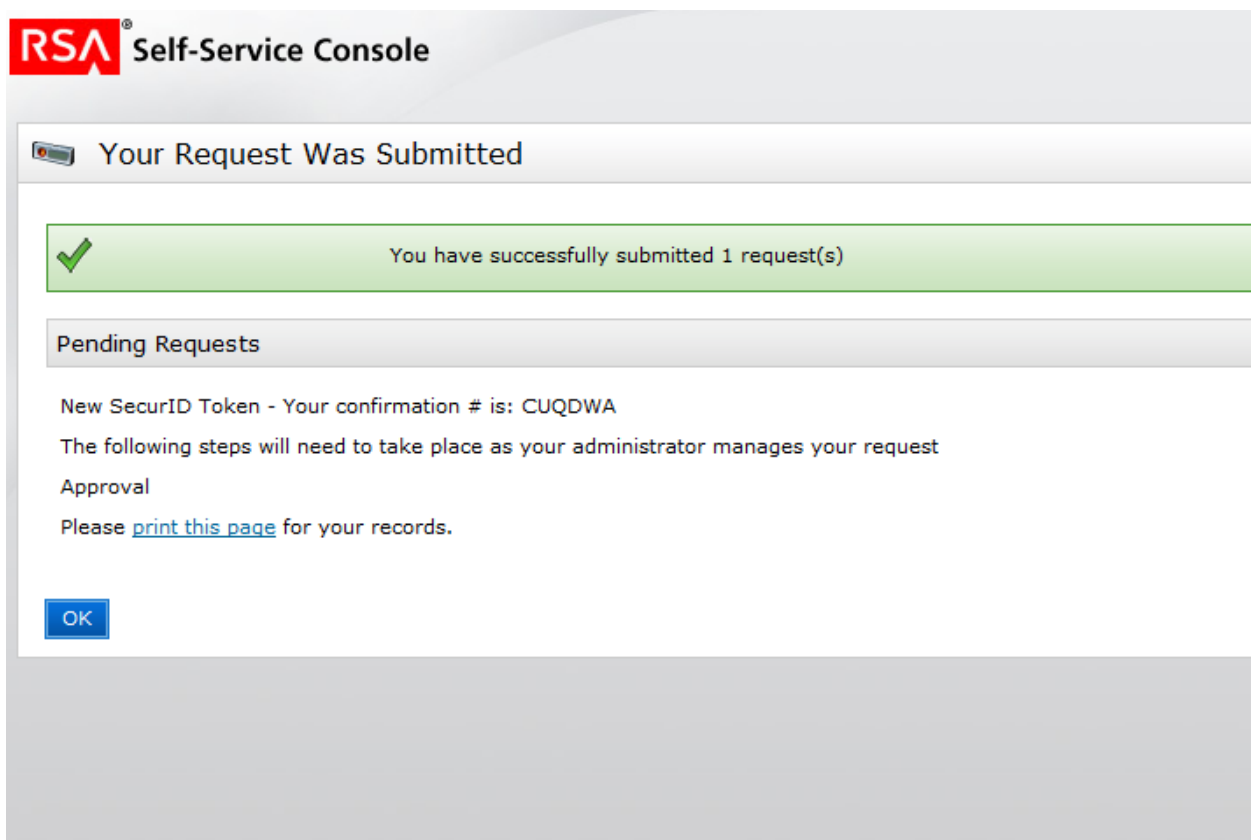 RSA® Self-Service Console
Your Request Was Submitted
You have successfully submitted 1 request(s)
Pending Requests
New SecurID Token - Your confirmation # is: CUQDWA
The following steps will need to take place as your administrator manages your request
Approval
Please print this page for your records.
OK